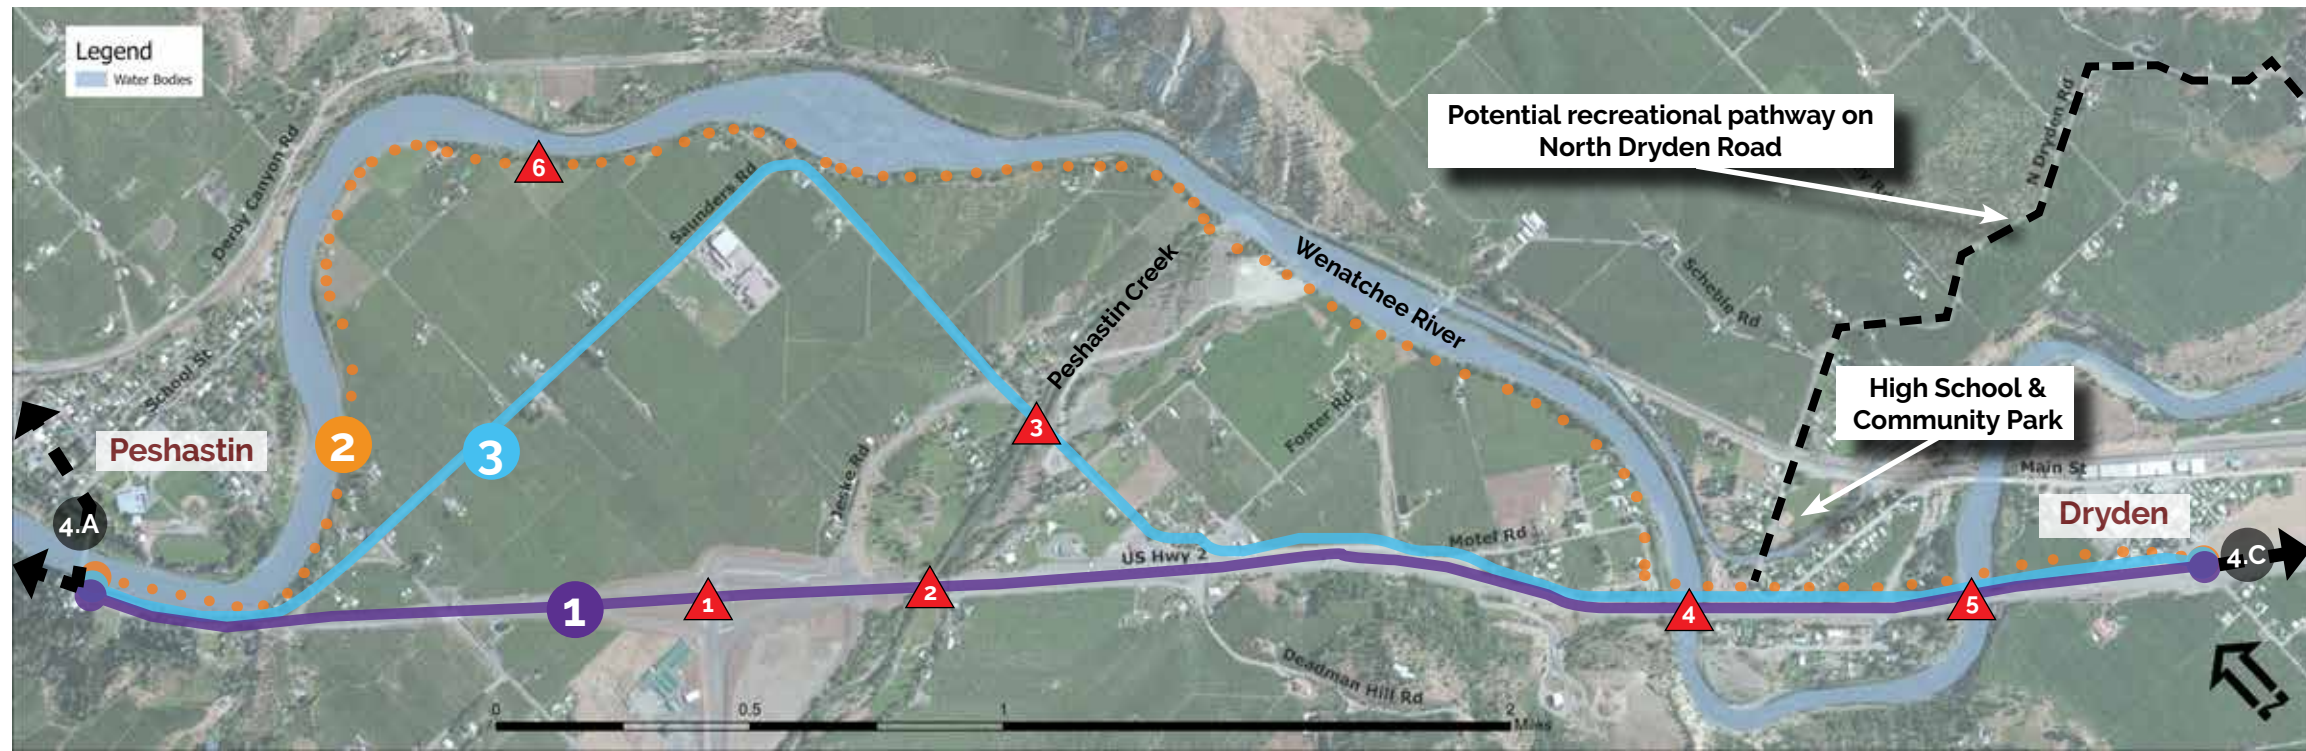 Legend
Water Bodies
Potential recreational pathway on
North Dryden Road
N Dryden Rd
6
Derby Canyon Rd
Saunders Rd
Wenatchee River
Peshastin Creek
Scheble Rd
School St
High School &
Community Park
Peshastin
2
3
3
Foster Rd
Jeske Rd
Main St
Dryden
4.A
4.C
Motel Rd
US Hwy 2
1
1
2
4
5
Deadman Hill Rd
0
0.5
1
2
Miles